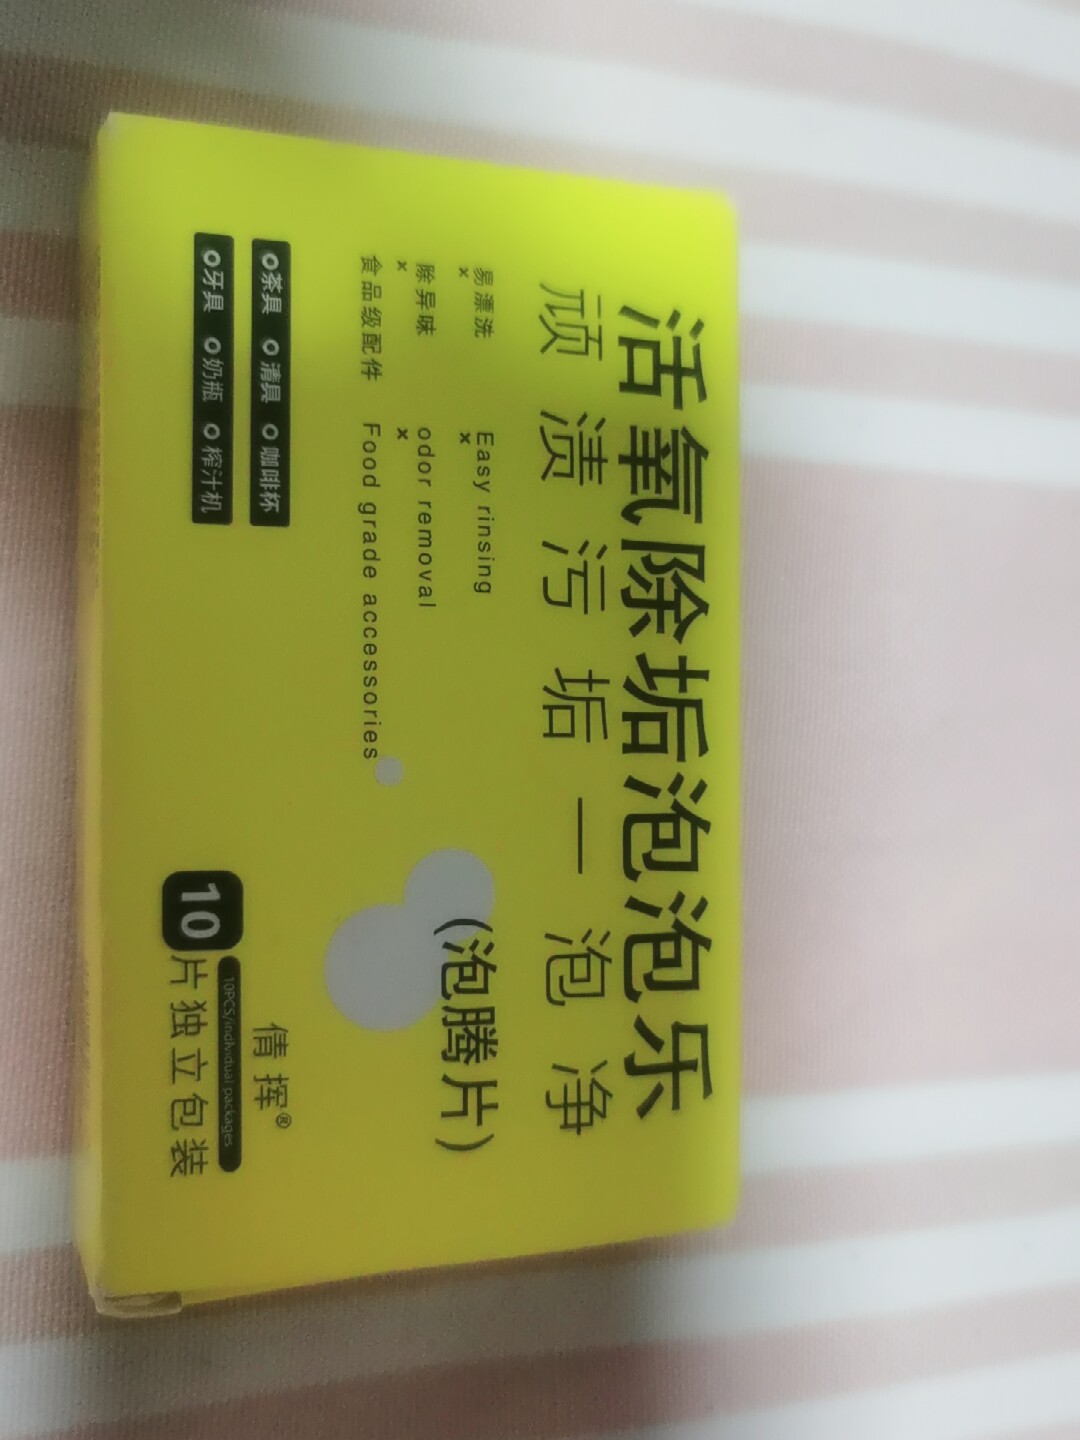 活氧除垢泡泡乐
顽渍污垢一泡净
(泡腾片)
易漂洗 Easy rinsing
× ×
除异味 odor removal
× ×
食品级配件 Food grade accessories
茶具 清具 咖啡杯
牙具 奶瓶 榨汁机
倩挥®
10PCS/individual packages
10片独立包装